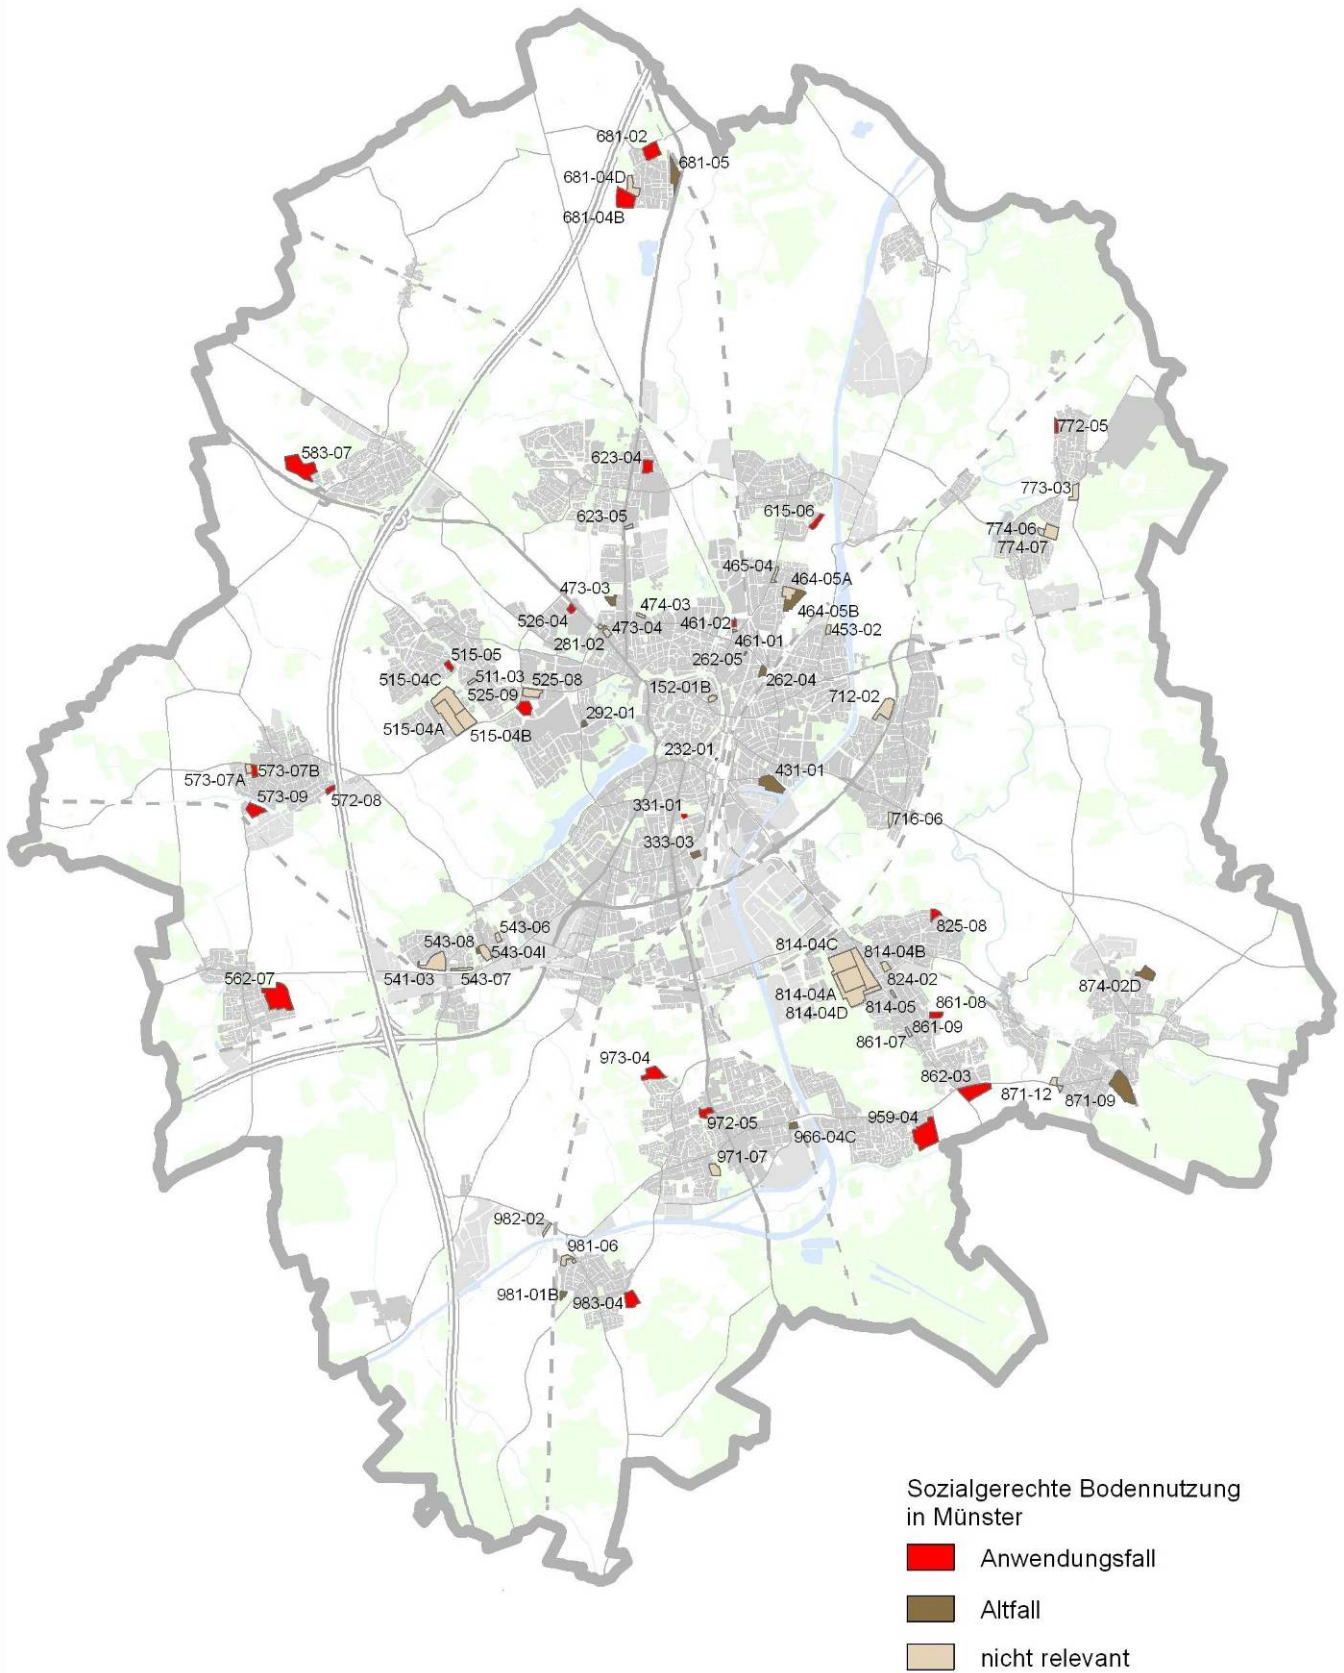 681-02
681-05
681-04D
681-04B
583-07
623-04
772-05
773-03
615-06
623-05
774-06
774-07
465-04
464-05A
473-03
474-03
464-05B
526-04
461-02
473-04
453-02
281-02
461-01
515-05
262-05
515-04C
511-03
525-08
262-04
525-09
152-01B
712-02
292-01
515-04A
515-04B
232-01
573-07B
573-07A
431-01
573-09
572-08
331-01
716-06
333-03
543-06
825-08
543-08
814-04C
543-04I
814-04B
562-07
541-03
543-07
824-02
874-02D
814-04A
814-05
861-08
814-04D
861-09
861-07
973-04
862-03
871-12
871-09
959-04
972-05
966-04C
971-07
982-02
981-06
981-01B
983-04
Sozialgerechte Bodennutzung
in Münster
Anwendungsfall
Altfall
nicht relevant